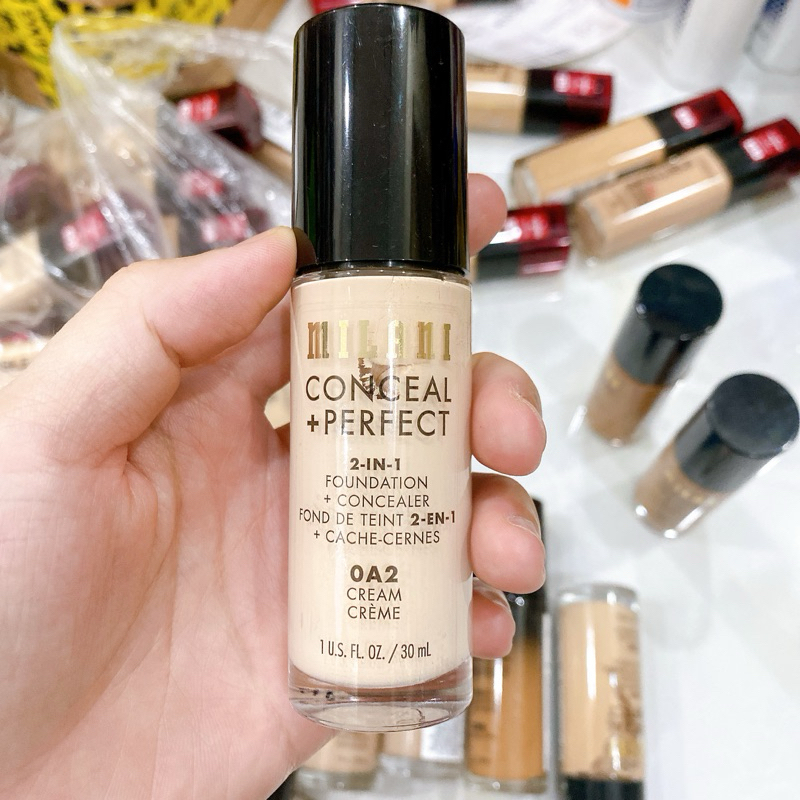 MILANI
CONCEAL
+PERFECT
2-IN-1
FOUNDATION
+ CONCEALER
FOND DE TEINT 2-EN-1
+ CACHE-CERNES
0A2
CREAM
CRÈME
1 U.S. FL. OZ. / 30 mL